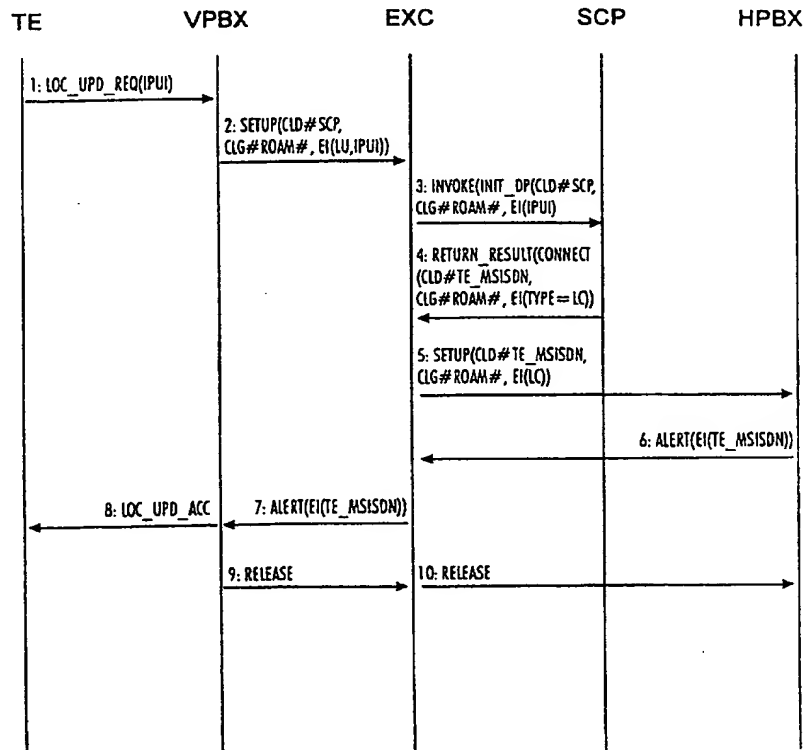 TE VPBX EXC SCP HPBX
1: LOC_UPD_REQ(IPUI)
2: SETUP(CLD#SCP,
CLG#ROAM#, EI(LU,IPUI))
3: INVOKE(INIT_DP(CLD#SCP,
CLG#ROAM#, EI(IPUI)
4: RETURN_RESULT(CONNECT
(CLD#TE_MSISDN,
CLG#ROAM#, EI(TYPE=LC))
5: SETUP(CLD#TE_MSISDN,
CLG#ROAM#, EI(LC))
6: ALERT(EI(TE_MSISDN))
8: LOC_UPD_ACC 7: ALERT(EI(TE_MSISDN))
9: RELEASE 10: RELEASE